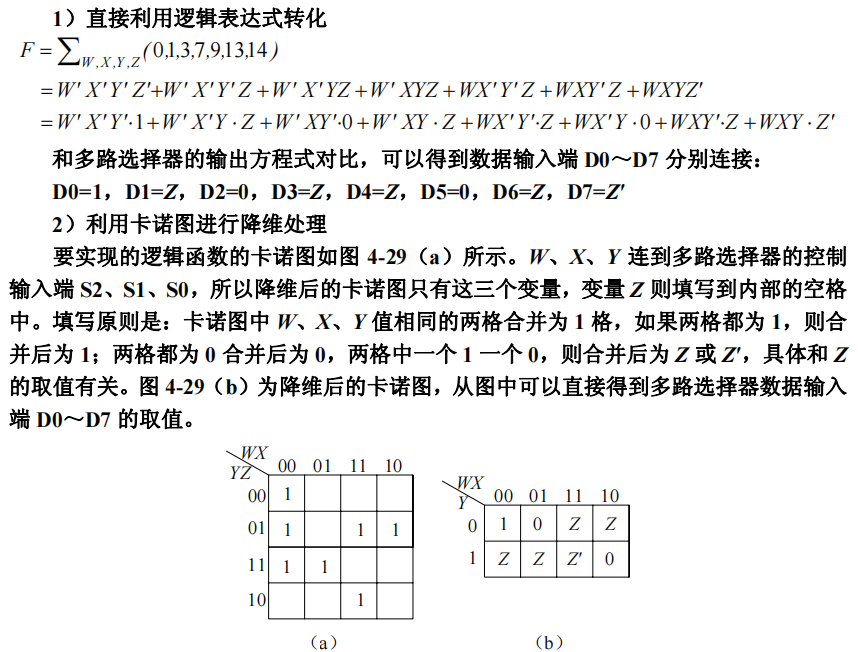 1）直接利用逻辑表达式转化
F = ∑W,X,Y,Z(0,1,3,7,9,13,14)
= W′X′Y′Z′+W′X′Y′Z + W′X′YZ + W′XYZ + WX′Y′Z + WXY′Z + WXYZ′
= W′X′Y′·1 + W′X′Y·Z + W′XY′·0 + W′XY·Z + WX′Y′·Z + WX′Y·0 + WXY′·Z + WXY·Z′
和多路选择器的输出方程式对比，可以得到数据输入端 D0～D7 分别连接：
D0=1，D1=Z，D2=0，D3=Z，D4=Z，D5=0，D6=Z，D7=Z′
2）利用卡诺图进行降维处理
要实现的逻辑函数的卡诺图如图 4-29（a）所示。W、X、Y 连到多路选择器的控制
输入端 S2、S1、S0，所以降维后的卡诺图只有这三个变量，变量 Z 则填写到内部的空格
中。填写原则是：卡诺图中 W、X、Y 值相同的两格合并为 1 格，如果两格都为 1，则合
并后为 1；两格都为 0 合并后为 0，两格中一个 1 一个 0，则合并后为 Z 或 Z′，具体和 Z
的取值有关。图 4-29（b）为降维后的卡诺图，从图中可以直接得到多路选择器数据输入
端 D0～D7 的取值。
WX
YZ 00 01 11 10
00 1
01 1 1 1
11 1 1
10 1
（a）
WX
Y 00 01 11 10
0 1 0 Z Z
1 Z Z Z′ 0
（b）